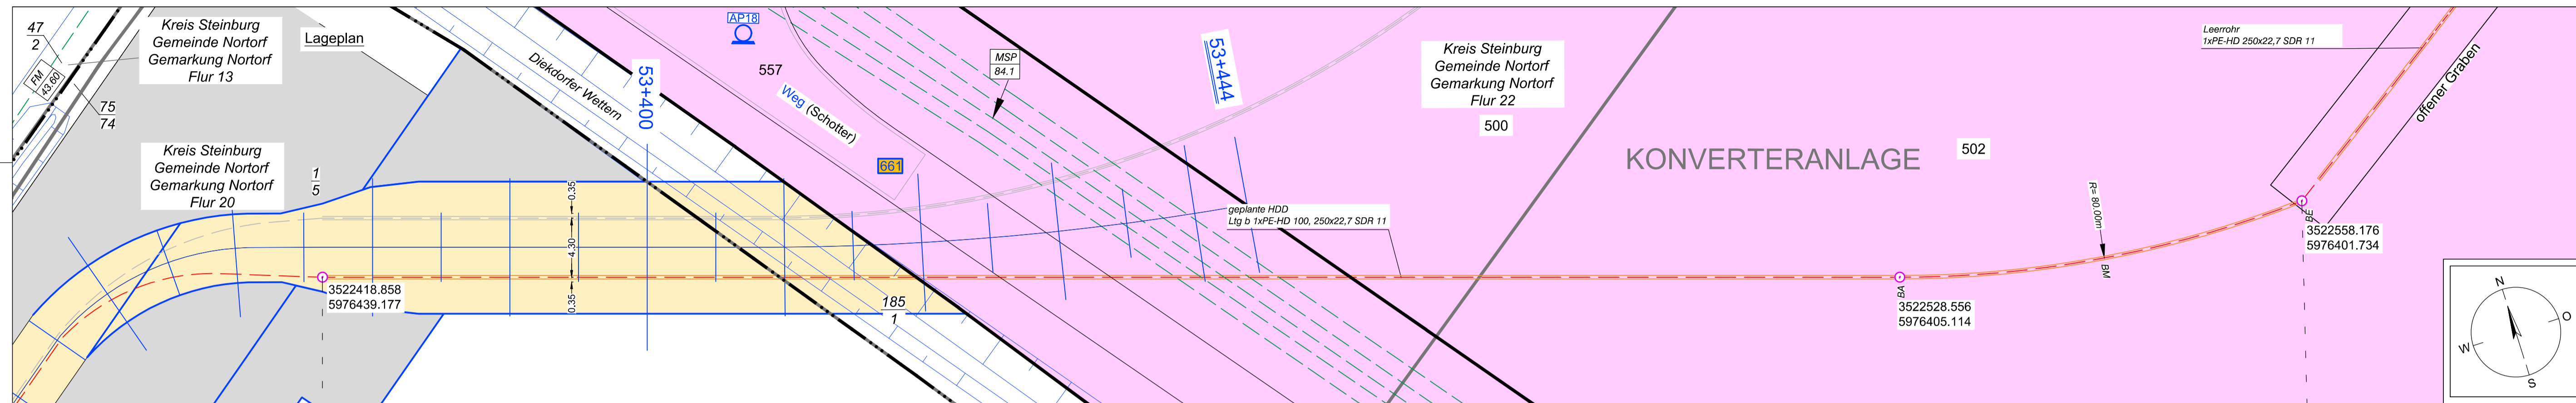 47
2
FM
43.60
75
74
Kreis Steinburg
Gemeinde Nortorf
Gemarkung Nortorf
Flur 13
Lageplan
Kreis Steinburg
Gemeinde Nortorf
Gemarkung Nortorf
Flur 20
1
5
3522418.858
5976439.177
Diekdorfer Wettern
53+400
0.35
4.30
0.35
AP18
557
Weg (Schotter)
661
185
1
MSP
84.1
53+444
geplante HDD
Ltg b 1xPE-HD 100, 250x22,7 SDR 11
Kreis Steinburg
Gemeinde Nortorf
Gemarkung Nortorf
Flur 22
500
KONVERTERANLAGE
502
BA
3522528.556
5976405.114
R= 80.00m
BM
Leerrohr
1xPE-HD 250x22,7 SDR 11
offener Graben
BE
3522558.176
5976401.734
N
O
S
W